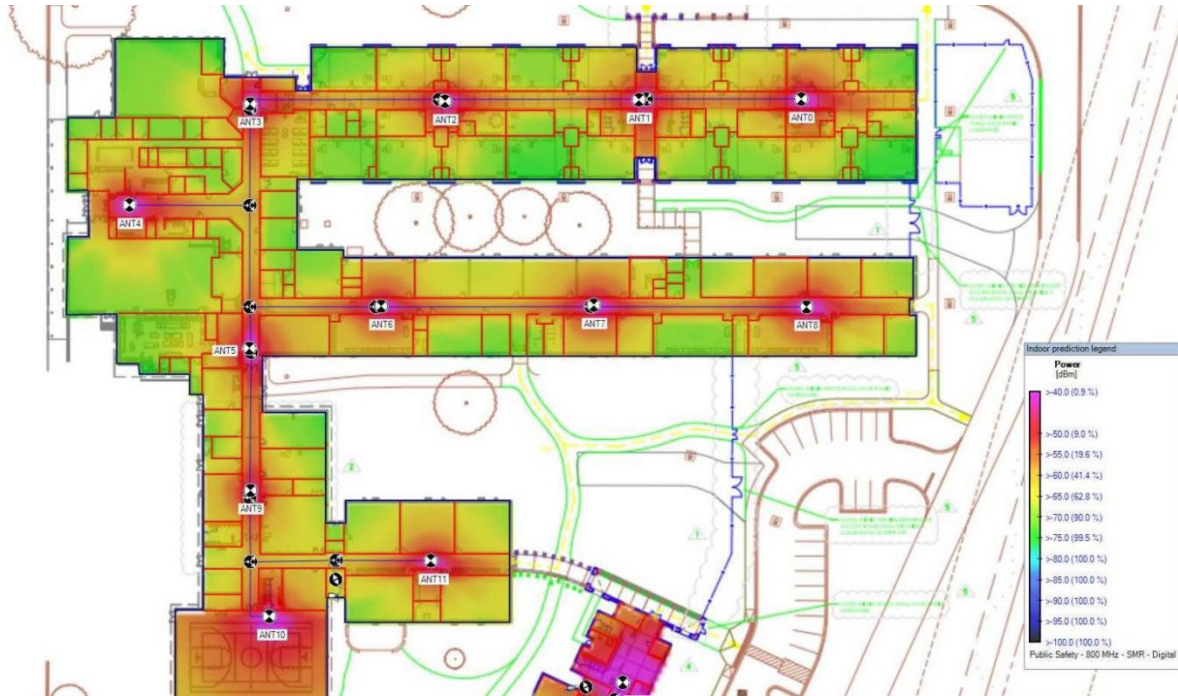 ANT3
ANT2
ANT1
ANT0
ANT4
ANT6
ANT7
ANT8
ANT5
ANT9
ANT11
ANT10
Indoor prediction legend
Power
[dBm]
>-40.0 (0.9 %)
>-50.0 (9.0 %)
>-55.0 (19.6 %)
>-60.0 (41.4 %)
>-65.0 (62.8 %)
>-70.0 (90.0 %)
>-75.0 (99.5 %)
>-80.0 (100.0 %)
>-85.0 (100.0 %)
>-90.0 (100.0 %)
>-95.0 (100.0 %)
>-100.0 (100.0 %)
Public Safety - 800 MHz - SMR - Digital